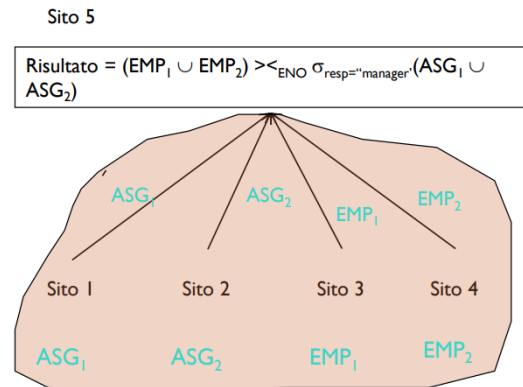 Sito 5
Risultato = (EMP₁ ∪ EMP₂) ><ENO σresp=“manager’(ASG₁ ∪
ASG₂)
ASG₁ ASG₂ EMP₁ EMP₂
Sito 1 Sito 2 Sito 3 Sito 4
ASG₁ ASG₂ EMP₁ EMP₂